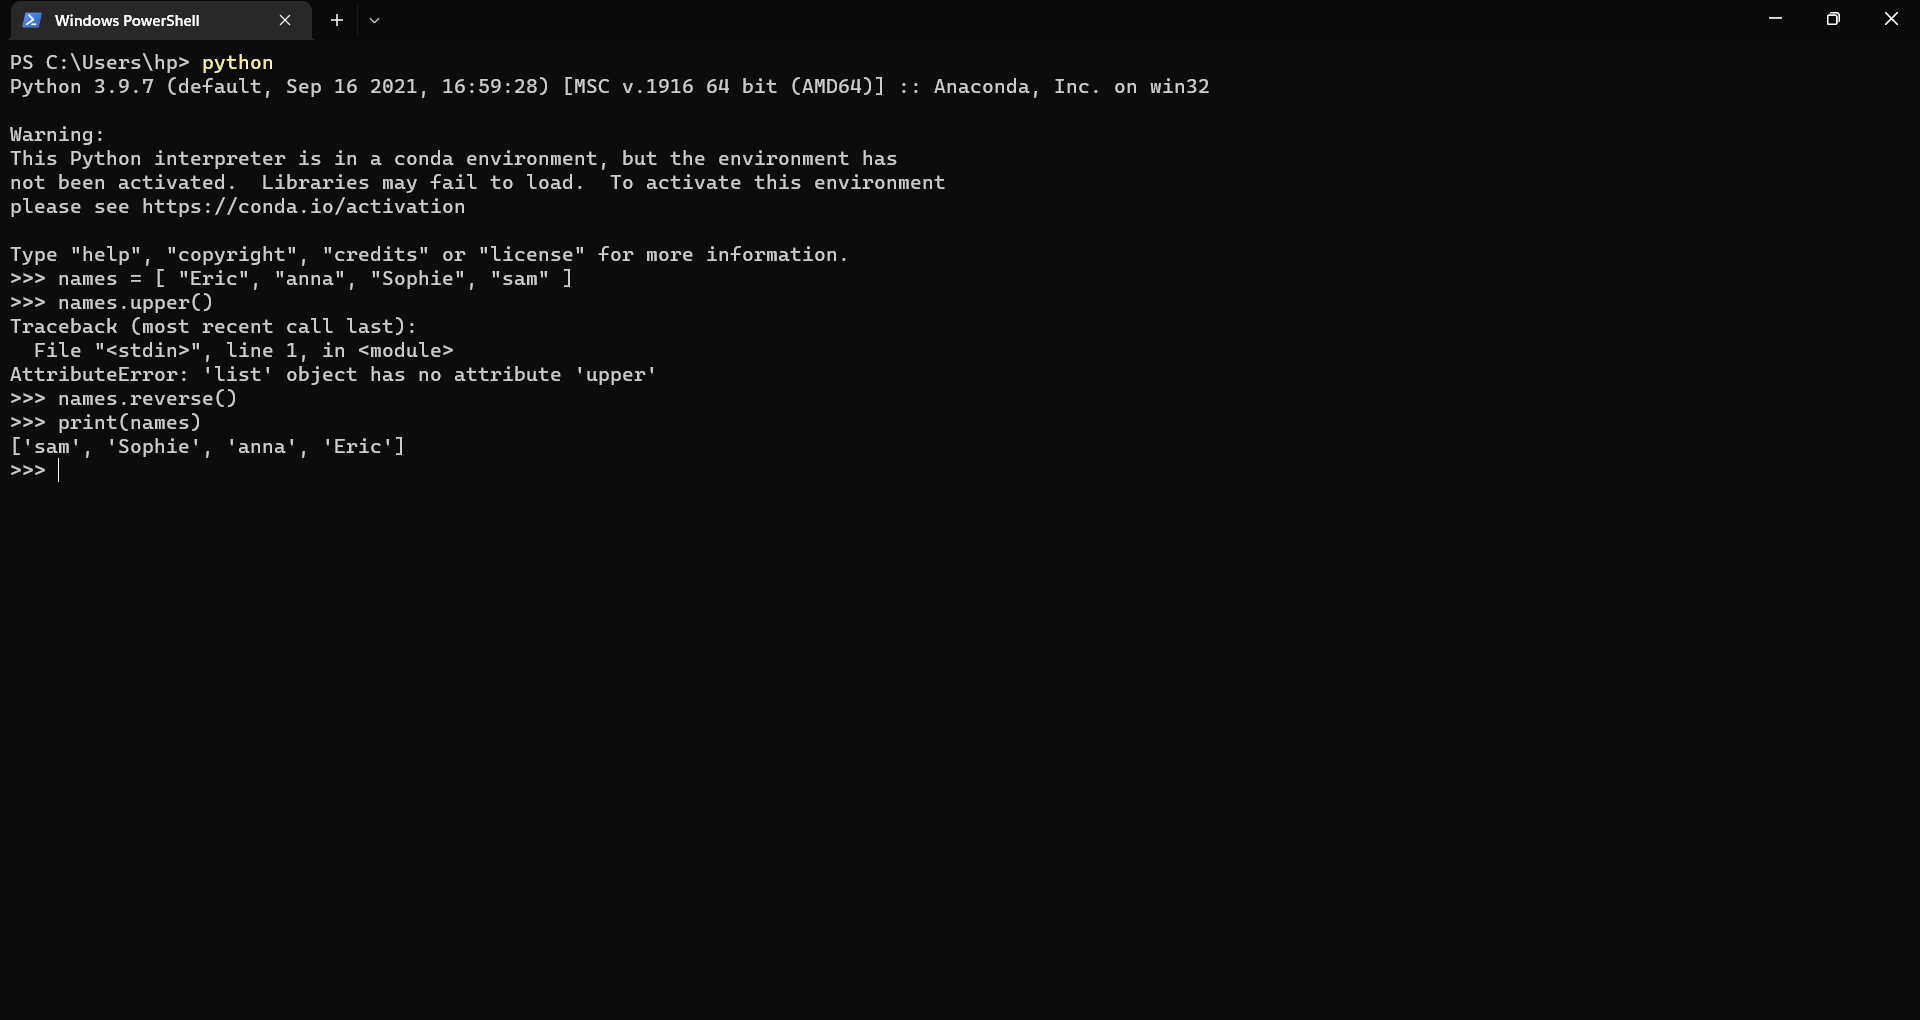 Windows PowerShell
PS C:\Users\hp> python
Python 3.9.7 (default, Sep 16 2021, 16:59:28) [MSC v.1916 64 bit (AMD64)] :: Anaconda, Inc. on win32
Warning:
This Python interpreter is in a conda environment, but the environment has
not been activated.  Libraries may fail to load.  To activate this environment
please see https://conda.io/activation
Type "help", "copyright", "credits" or "license" for more information.
>>> names = [ "Eric", "anna", "Sophie", "sam" ]
>>> names.upper()
Traceback (most recent call last):
  File "<stdin>", line 1, in <module>
AttributeError: 'list' object has no attribute 'upper'
>>> names.reverse()
>>> print(names)
['sam', 'Sophie', 'anna', 'Eric']
>>>